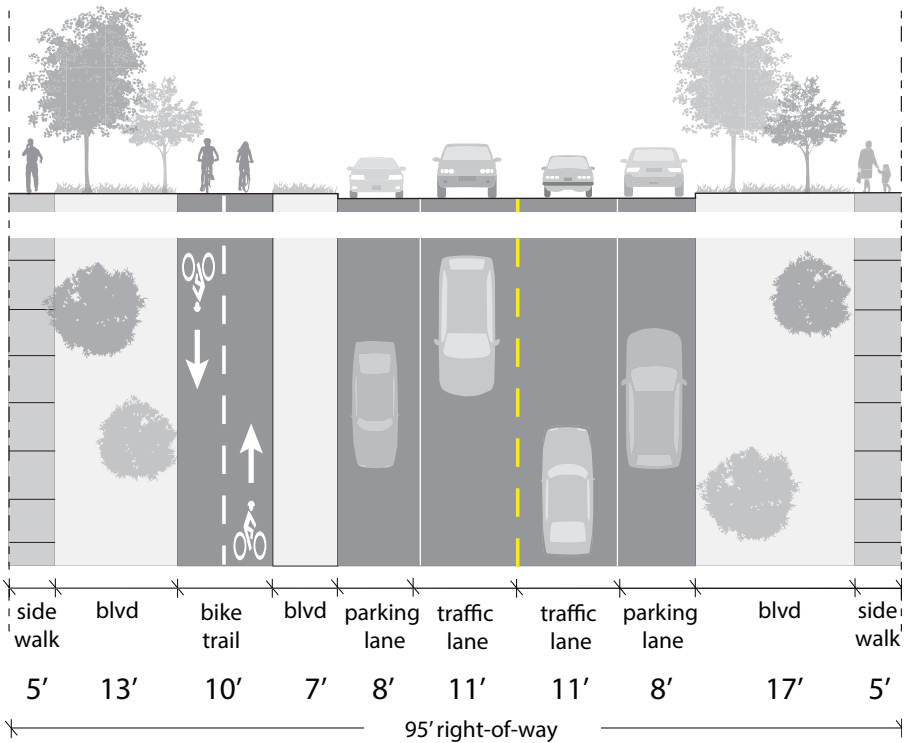 side walk
blvd
bike trail
blvd
parking lane
traffic lane
traffic lane
parking lane
blvd
side walk
5’ 13’ 10’ 7’ 8’ 11’ 11’ 8’ 17’ 5’
95’ right-of-way